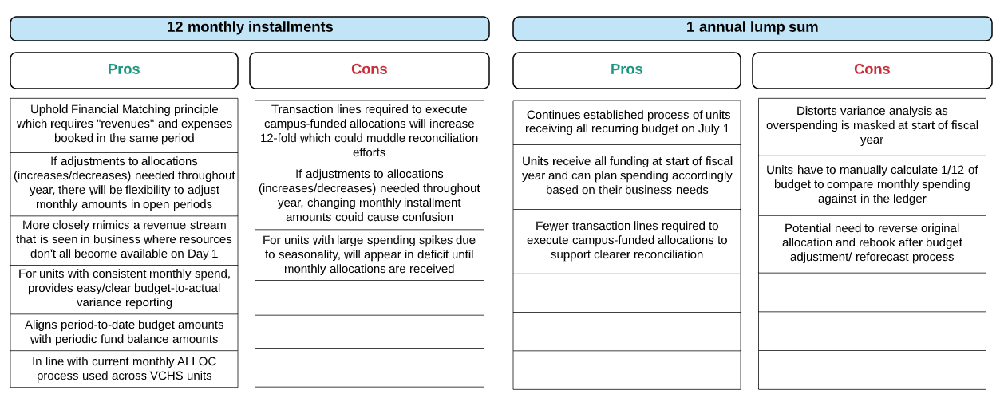 12 monthly installments
Pros
Uphold Financial Matching principle
which requires "revenues" and expenses
booked in the same period
If adjustments to allocations
(increases/decreases) needed throughout
year, there will be flexibility to adjust
monthly amounts in open periods
More closely mimics a revenue stream
that is seen in business where resources
don't all become available on Day 1
For units with consistent monthly spend,
provides easy/clear budget-to-actual
variance reporting
Aligns period-to-date budget amounts
with periodic fund balance amounts
In line with current monthly ALLOC
process used across VCHS units
Cons
Transaction lines required to execute
campus-funded allocations will increase
12-fold which could muddle reconciliation
efforts
If adjustments to allocations
(increases/decreases) needed throughout
year, changing monthly installment
amounts could cause confusion
For units with large spending spikes due
to seasonality, will appear in deficit until
monthly allocations are received
1 annual lump sum
Pros
Continues established process of units
receiving all recurring budget on July 1
Units receive all funding at start of fiscal
year and can plan spending accordingly
based on their business needs
Fewer transaction lines required to
execute campus-funded allocations to
support clearer reconciliation
Cons
Distorts variance analysis as
overspending is masked at start of fiscal
year
Units have to manually calculate 1/12 of
budget to compare monthly spending
against in the ledger
Potential need to reverse original
allocation and rebook after budget
adjustment/ reforecast process